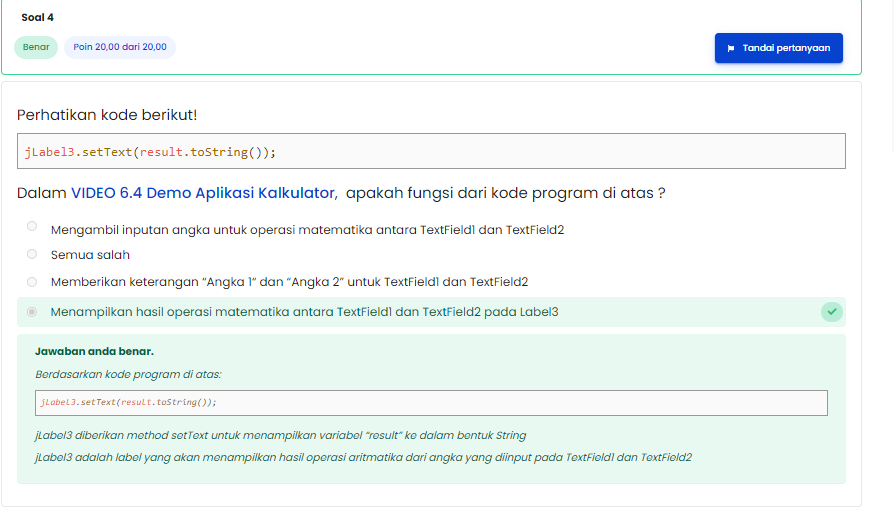 Soal 4
Benar
Poin 20,00 dari 20,00
Tandai pertanyaan
Perhatikan kode berikut!
jLabel3.setText(result.toString());
Dalam VIDEO 6.4 Demo Aplikasi Kalkulator, apakah fungsi dari kode program di atas ?
Mengambil inputan angka untuk operasi matematika antara TextField1 dan TextField2
Semua salah
Memberikan keterangan “Angka 1” dan “Angka 2” untuk TextField1 dan TextField2
Menampilkan hasil operasi matematika antara TextField1 dan TextField2 pada Label3
Jawaban anda benar.
Berdasarkan kode program di atas:
jLabel3.setText(result.toString());
jLabel3 diberikan method setText untuk menampilkan variabel “result” ke dalam bentuk String
jLabel3 adalah label yang akan menampilkan hasil operasi aritmatika dari angka yang diinput pada TextField1 dan TextField2